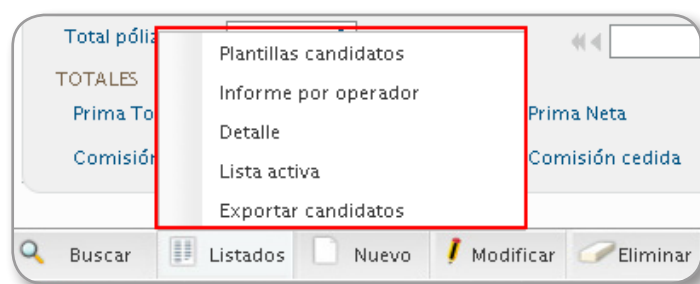 Total póliz
Plantillas candidatos
TOTALES
Informe por operador
Prima To
Prima Neta
Detalle
Comisión
Lista activa
Comisión cedida
Exportar candidatos
Buscar Listados Nuevo Modificar Eliminar